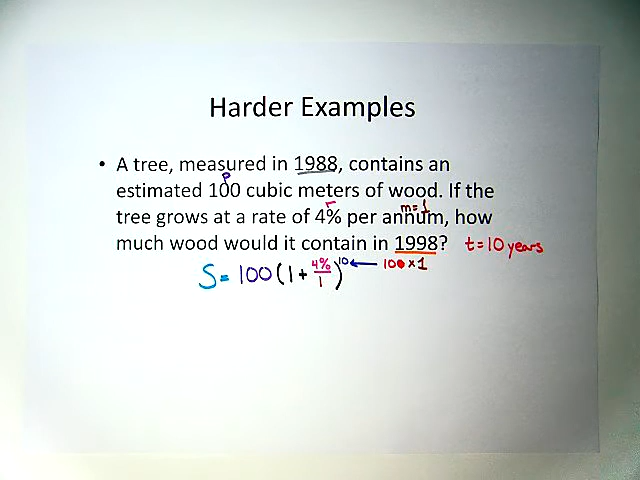 Harder Examples
• A tree, measured in 1988, contains an
P
estimated 100 cubic meters of wood. If the
r m=1
tree grows at a rate of 4% per annum, how
much wood would it contain in 1998? t=10 years
S=100(1+4%/1)^10 ← 100×1